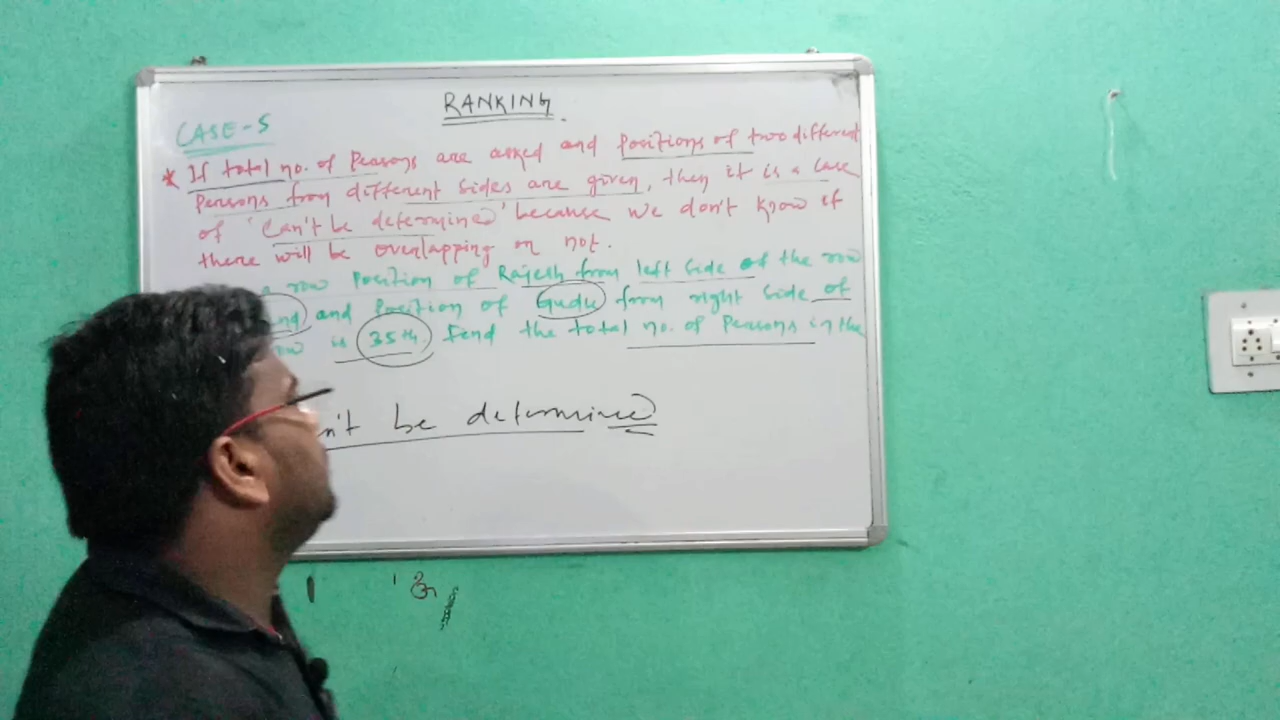 RANKING
CASE-5
* If total no. of Persons are asked and Positions of two different
Persons from different sides are given, then it is a case
of 'Can't be determined' because we don't know if
there will be overlapping or not.
row Position of Rajesh from left side of the row
nd and Position of Gudu from right side of
is 35th, find the total no. of Persons in the
n't be determined